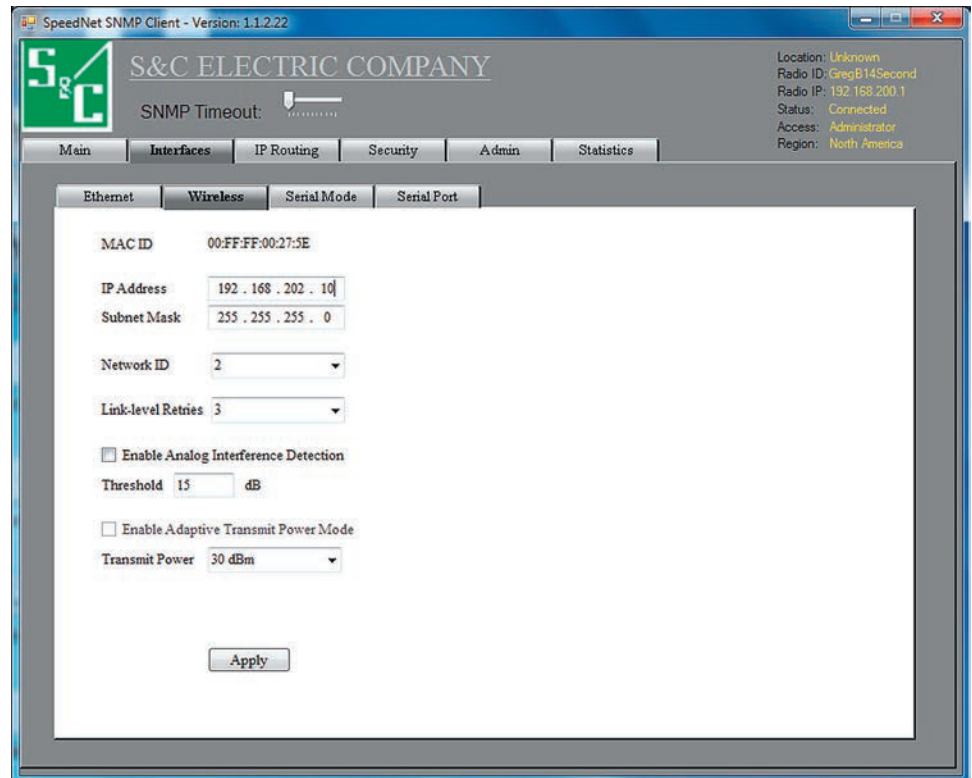 SpeedNet SNMP Client - Version: 1.1.2.22
S&C
S&C ELECTRIC COMPANY
SNMP Timeout:
Location: Unknown
Radio ID: GregB14Second
Radio IP: 192.168.200.1
Status: Connected
Access: Administrator
Region: North America
Main Interfaces IP Routing Security Admin Statistics
Ethernet Wireless Serial Mode Serial Port
MAC ID 00:FF:FF:00:27:5E
IP Address 192 . 168 . 202 . 10
Subnet Mask 255 . 255 . 255 . 0
Network ID 2
Link-level Retries 3
Enable Analog Interference Detection
Threshold 15 dB
Enable Adaptive Transmit Power Mode
Transmit Power 30 dBm
Apply